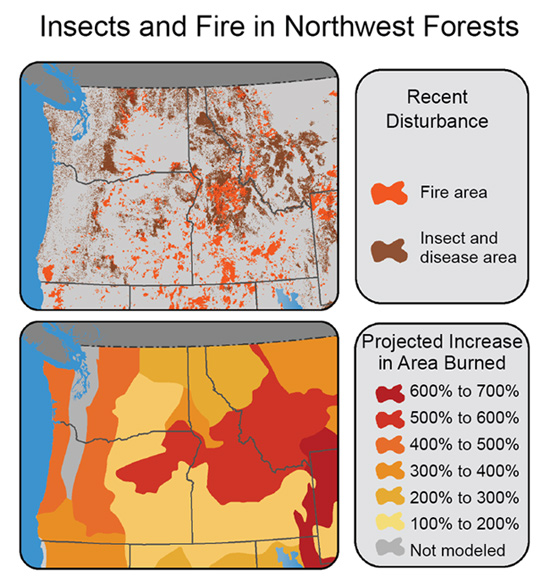 Insects and Fire in Northwest Forests
Recent
Disturbance
Fire area
Insect and
disease area
Projected Increase
in Area Burned
600% to 700%
500% to 600%
400% to 500%
300% to 400%
200% to 300%
100% to 200%
Not modeled